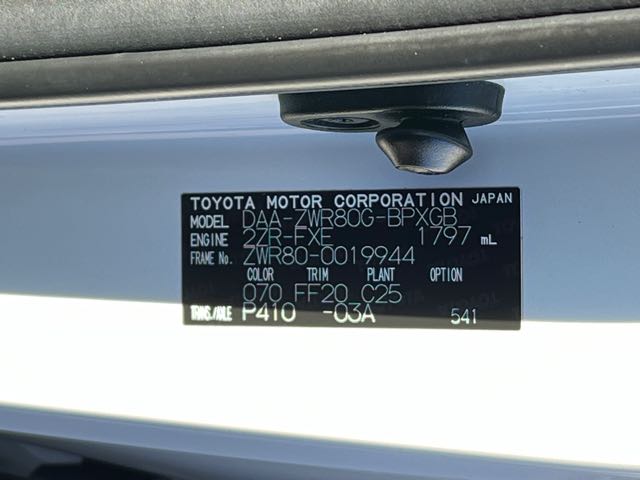 TOYOTA MOTOR CORPORATION JAPAN
MODEL DAA-ZWR80G-BPXGB
ENGINE 2ZR-FXE 1797 mL
FRAME No. ZWR80-0019944
COLOR TRIM PLANT OPTION
070 FF20 C25
TRANS./AXLE P410 -03A 541